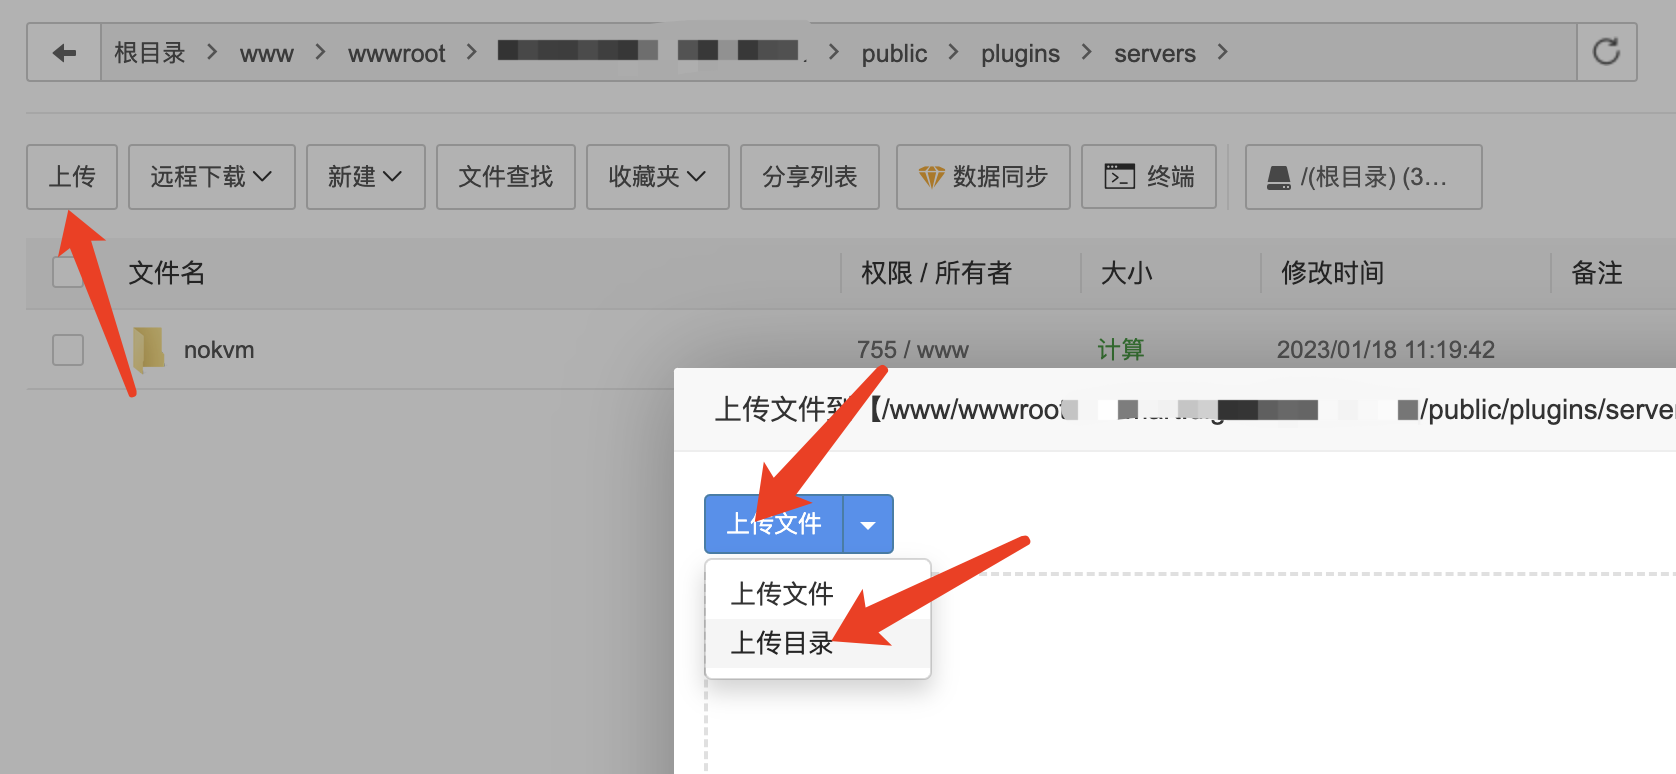 根目录 > www > wwwroot > > public > plugins > servers >
上传 远程下载 新建 文件查找 收藏夹 分享列表 数据同步 终端 /(根目录) (3...
文件名 权限 / 所有者 大小 修改时间 备注
nokvm 755 / www 计算 2023/01/18 11:19:42
上传文件到【/www/wwwroot /public/plugins/server
上传文件
上传文件
上传目录